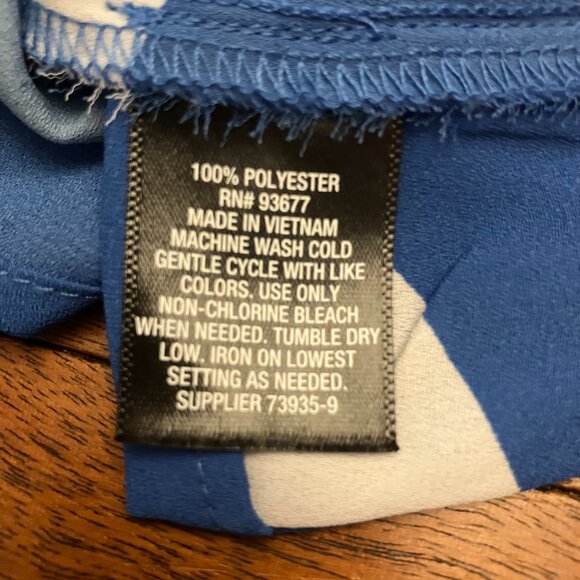 100% POLYESTER
RN# 93677
MADE IN VIETNAM
MACHINE WASH COLD
GENTLE CYCLE WITH LIKE
COLORS. USE ONLY
NON-CHLORINE BLEACH
WHEN NEEDED. TUMBLE DRY
LOW. IRON ON LOWEST
SETTING AS NEEDED.
SUPPLIER 73935-9